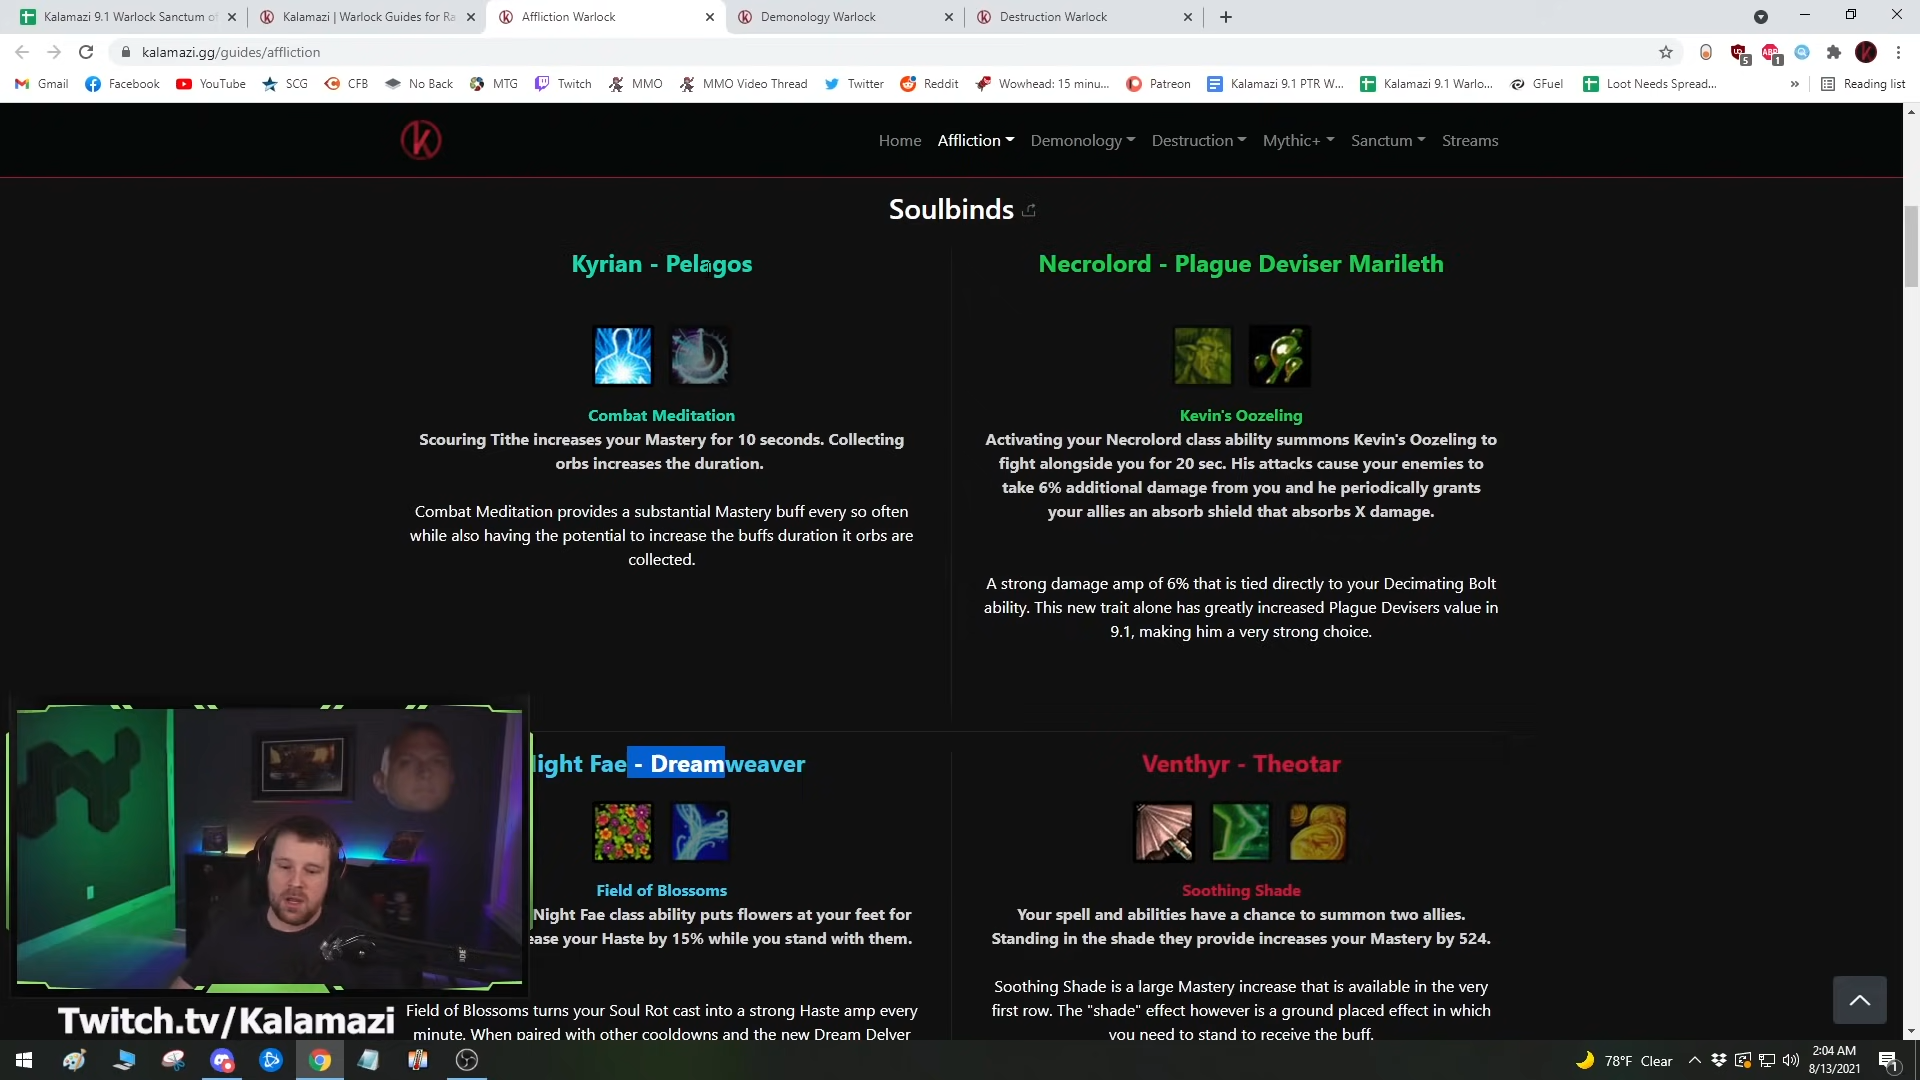 Kalamazi 9.1 Warlock Sanctum of
Kalamazi | Warlock Guides for Ra
Affliction Warlock
Demonology Warlock
Destruction Warlock
kalamazi.gg/guides/affliction
5
1
Gmail
Facebook
YouTube
SCG
CFB
No Back
MTG
Twitch
MMO
MMO Video Thread
Twitter
Reddit
Wowhead: 15 minu...
Patreon
Kalamazi 9.1 PTR W...
Kalamazi 9.1 Warlo...
GFuel
Loot Needs Spread...
»
Reading list
Home
Affliction
Demonology
Destruction
Mythic+
Sanctum
Streams
Soulbinds
Kyrian - Pelagos
Combat Meditation
Scouring Tithe increases your Mastery for 10 seconds. Collecting
orbs increases the duration.
Combat Meditation provides a substantial Mastery buff every so often
while also having the potential to increase the buffs duration it orbs are
collected.
Necrolord - Plague Deviser Marileth
Kevin's Oozeling
Activating your Necrolord class ability summons Kevin's Oozeling to
fight alongside you for 20 sec. His attacks cause your enemies to
take 6% additional damage from you and he periodically grants
your allies an absorb shield that absorbs X damage.
A strong damage amp of 6% that is tied directly to your Decimating Bolt
ability. This new trait alone has greatly increased Plague Devisers value in
9.1, making him a very strong choice.
light Fae - Dreamweaver
Field of Blossoms
Night Fae class ability puts flowers at your feet for
ease your Haste by 15% while you stand with them.
Field of Blossoms turns your Soul Rot cast into a strong Haste amp every
minute. When paired with other cooldowns and the new Dream Delver
Venthyr - Theotar
Soothing Shade
Your spell and abilities have a chance to summon two allies.
Standing in the shade they provide increases your Mastery by 524.
Soothing Shade is a large Mastery increase that is available in the very
first row. The "shade" effect however is a ground placed effect in which
you need to stand to receive the buff.
Twitch.tv/Kalamazi
78°F Clear
2:04 AM
8/13/2021
1